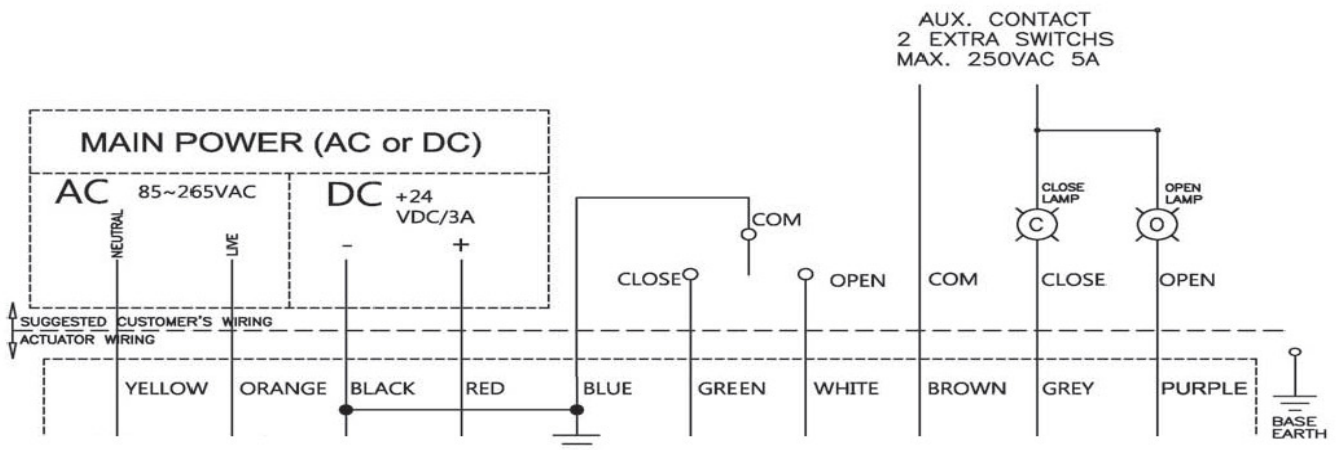 AUX. CONTACT
2 EXTRA SWITCHS
MAX. 250VAC 5A
MAIN POWER (AC or DC)
AC 85~265VAC
DC +24
VDC/3A
NEUTRAL
LIVE
- +
COM
CLOSE
OPEN
CLOSE
LAMP
C
OPEN
LAMP
O
COM
CLOSE
OPEN
SUGGESTED CUSTOMER'S WIRING
ACTUATOR WIRING
YELLOW ORANGE BLACK RED BLUE GREEN WHITE BROWN GREY PURPLE
BASE
EARTH